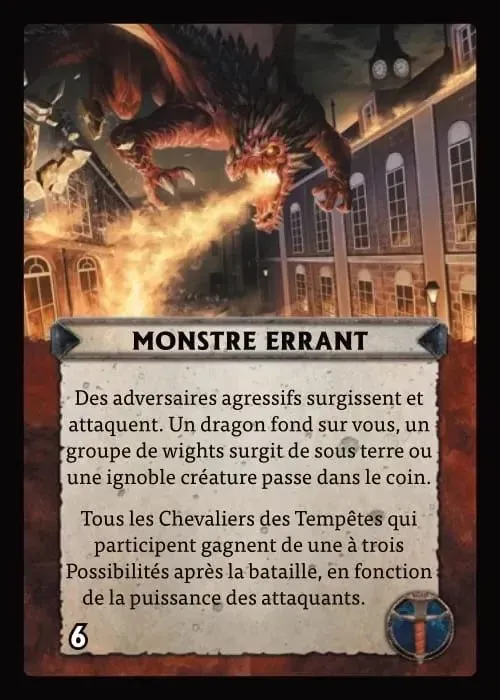 MONSTRE ERRANT
Des adversaires agressifs surgissent et
attaquent. Un dragon fond sur vous, un
groupe de wights surgit de sous terre ou
une ignoble créature passe dans le coin.
Tous les Chevaliers des Tempêtes qui
participent gagnent de une à trois
Possibilités après la bataille, en fonction
de la puissance des attaquants.
6